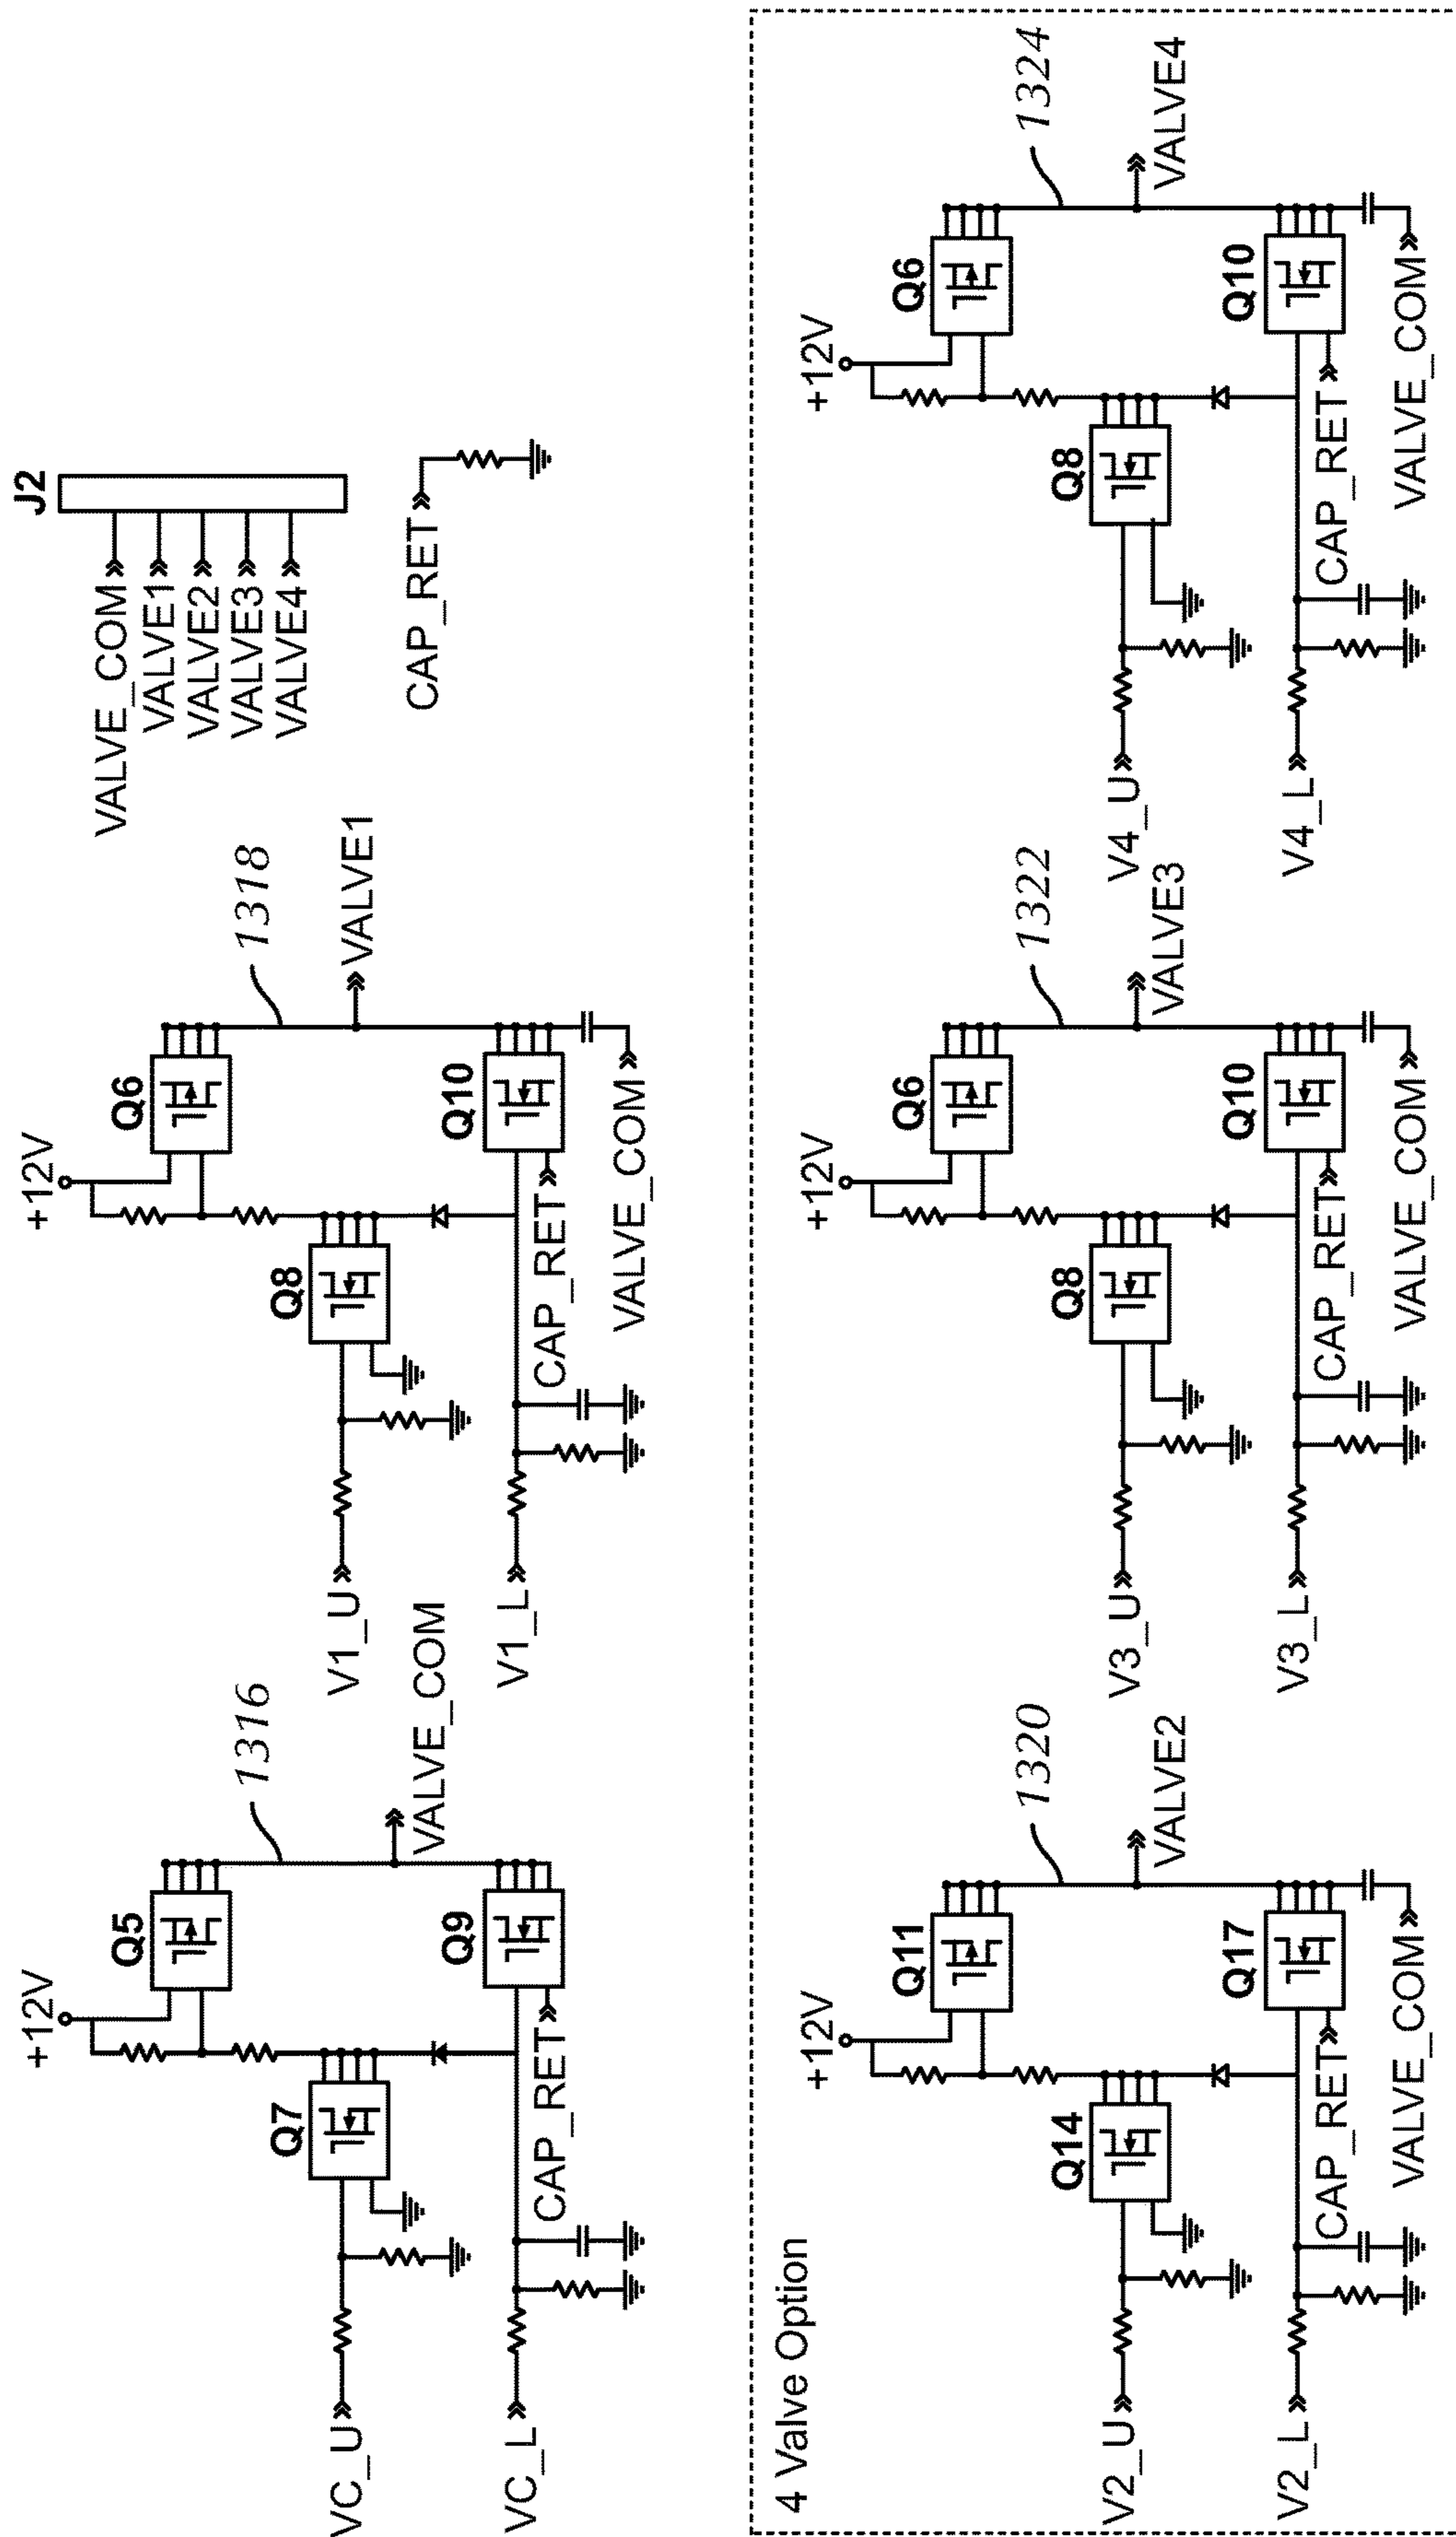 +12V
Q5
1316
Q7
VC_U
VALVE_COM
Q9
VC_L
CAP_RET
+12V
Q6
1318
Q8
V1_U
VALVE1
Q10
V1_L
CAP_RET
VALVE_COM
J2
VALVE_COM
VALVE1
VALVE2
VALVE3
VALVE4
CAP_RET
4 Valve Option
+12V
Q11
1320
Q14
V2_U
VALVE2
Q17
V2_L
CAP_RET
VALVE_COM
+12V
Q6
1322
Q8
V3_U
VALVE3
Q10
V3_L
CAP_RET
VALVE_COM
+12V
Q6
1324
Q8
V4_U
VALVE4
Q10
V4_L
CAP_RET
VALVE_COM